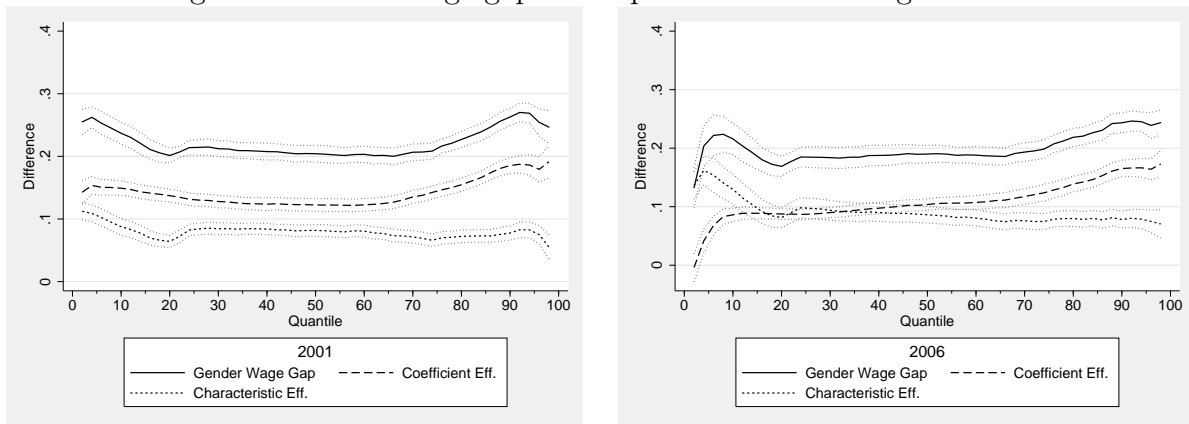 .4
.3
.2
.1
0
Difference
0 10 20 30 40 50 60 70 80 90 100
Quantile
2001
Gender Wage Gap Coefficient Eff.
Characteristic Eff.
.4
.3
.2
.1
0
Difference
0 10 20 30 40 50 60 70 80 90 100
Quantile
2006
Gender Wage Gap Coefficient Eff.
Characteristic Eff.